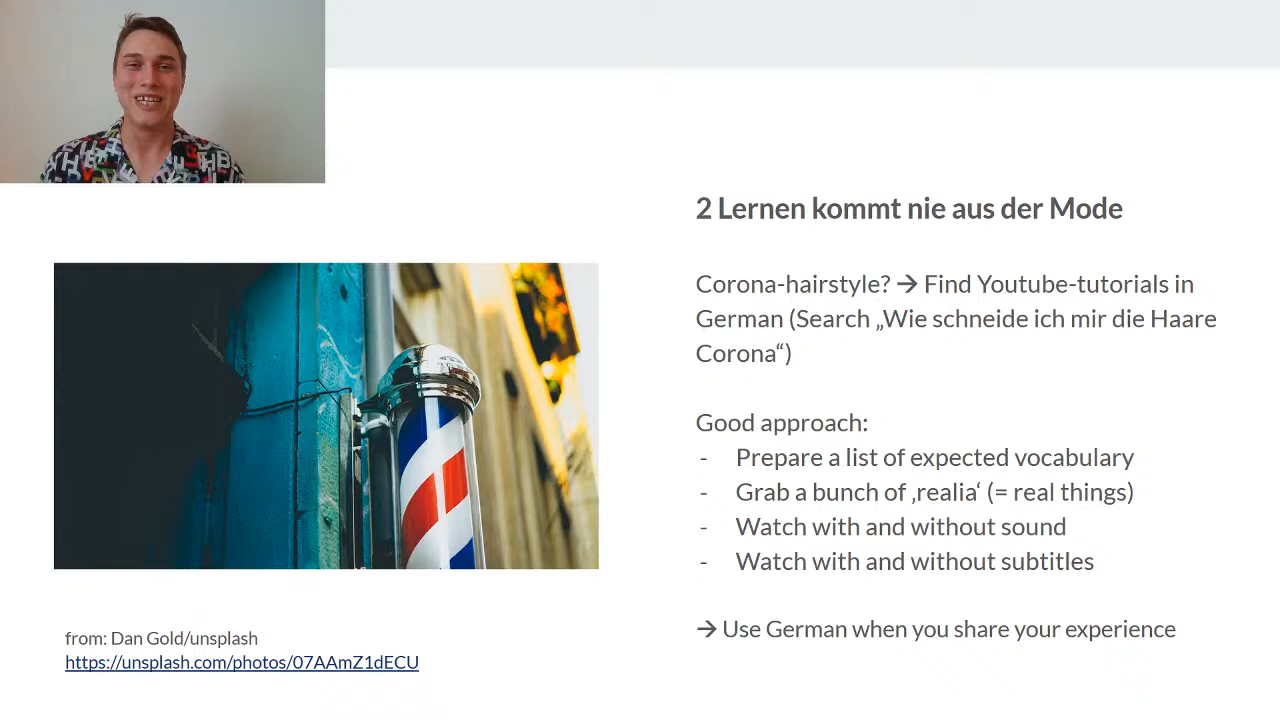 2 Lernen kommt nie aus der Mode
Corona-hairstyle? → Find Youtube-tutorials in
German (Search „Wie schneide ich mir die Haare
Corona“)
Good approach:
- Prepare a list of expected vocabulary
- Grab a bunch of ‚realia‘ (= real things)
- Watch with and without sound
- Watch with and without subtitles
→ Use German when you share your experience
from: Dan Gold/unsplash
https://unsplash.com/photos/07AAmZ1dECU